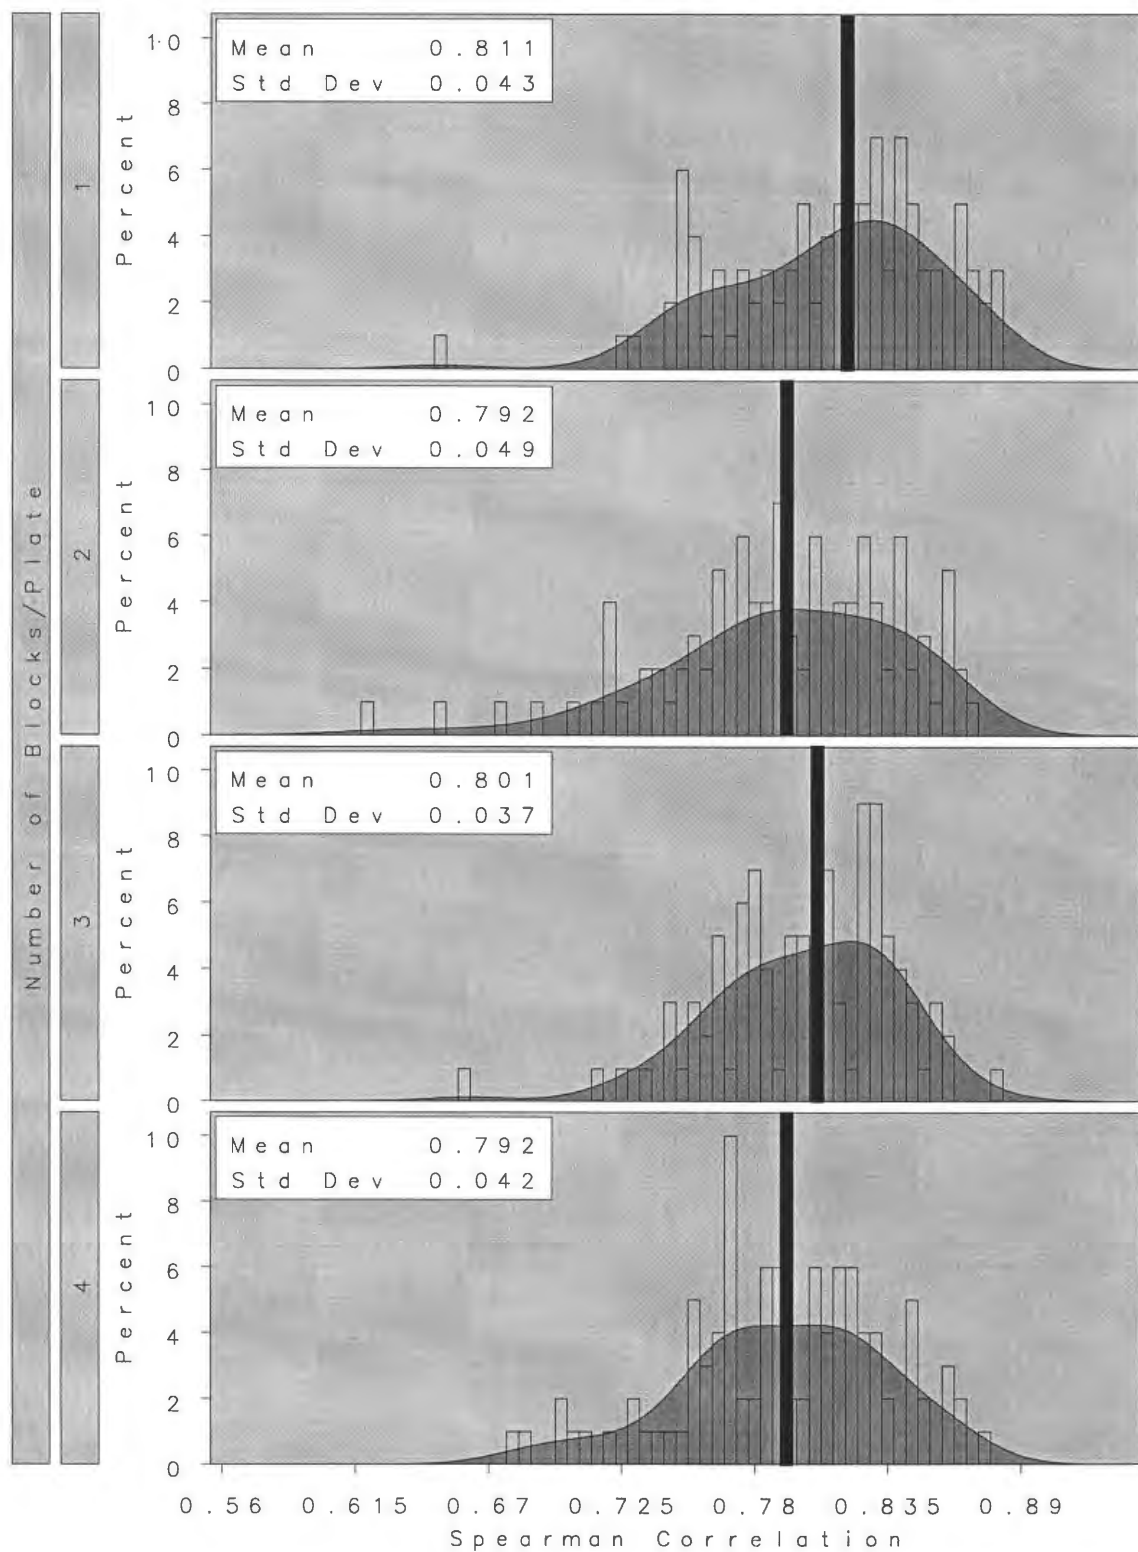 Number of Blocks/Plate
1
Percent
10
8
6
4
2
0
Mean 0.811
Std Dev 0.043
2
Percent
10
8
6
4
2
0
Mean 0.792
Std Dev 0.049
3
Percent
10
8
6
4
2
0
Mean 0.801
Std Dev 0.037
4
Percent
10
8
6
4
2
0
Mean 0.792
Std Dev 0.042
0.56 0.615 0.67 0.725 0.78 0.835 0.89
Spearman Correlation